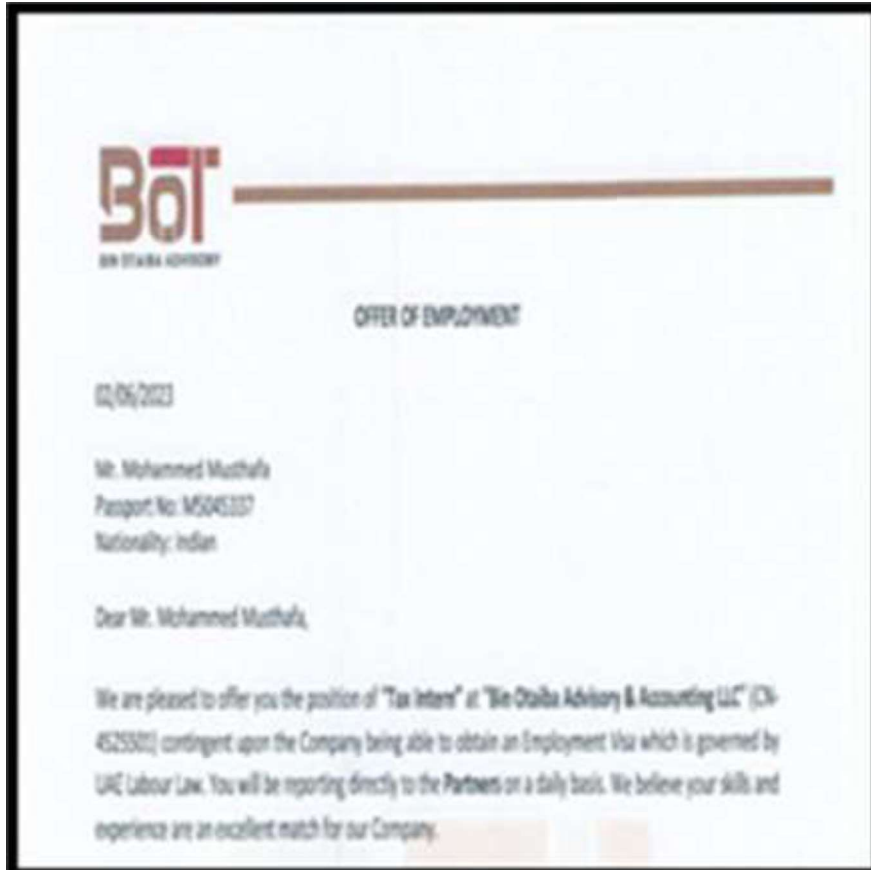 BOT
BIN OTAIBA ADVISORY
OFFER OF EMPLOYMENT
02/06/2023
Mr. Mohammed Musthafa
Passport No: M5045337
Nationality: Indian
Dear Mr. Mohammed Musthafa,
We are pleased to offer you the position of "Tax Intern" at "Bin Otaiba Advisory & Accounting LLC" (CN-
4525501) contingent upon the Company being able to obtain an Employment Visa which is governed by
UAE Labour Law. You will be reporting directly to the Partners on a daily basis. We believe your skills and
experience are an excellent match for our Company.